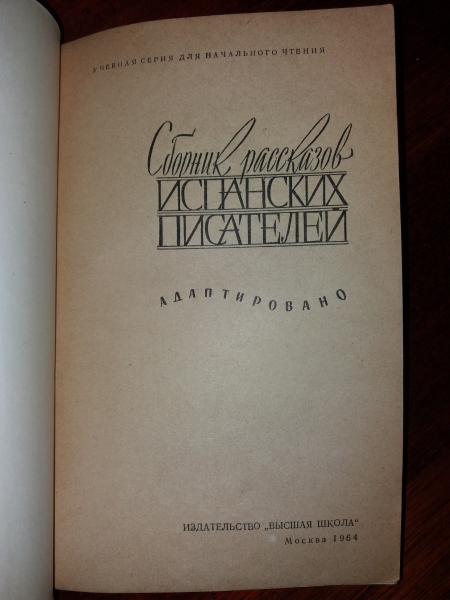 УЧЕБНАЯ СЕРИЯ ДЛЯ НАЧАЛЬНОГО ЧТЕНИЯ
Сборник рассказов
ИСПАНСКИХ
ПИСАТЕЛЕЙ
АДАПТИРОВАНО
ИЗДАТЕЛЬСТВО „ВЫСШАЯ ШКОЛА“
Москва 1964